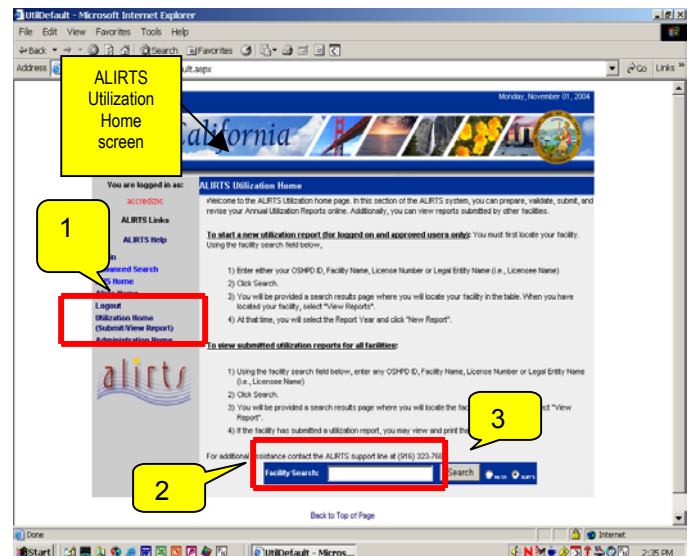 UtilDefault - Microsoft Internet Explorer
File Edit View Favorites Tools Help
Back Search Favorites
Address ult.aspx Go Links
ALIRTS
Utilization
Home
screen
Monday, November 01, 2004
California
You are logged in as:
accredizvc
ALIRTS Links
ALIRTS Help
1
Advanced Search
Logout
Utilization Home
(Submit/View Report)
Administration Home
alirts
ALIRTS Utilization Home
Welcome to the ALIRTS Utilization home page. In this section of the ALIRTS system, you can prepare, validate, submit, and
revise your Annual Utilization Reports online. Additionally, you can view reports submitted by other facilities.
To start a new utilization report (for logged on and approved users only): You must first locate your facility.
Using the facility search field below,
1) Enter either your OSHPD ID, Facility Name, License Number or Legal Entity Name (i.e., Licensee Name)
2) Click Search.
3) You will be provided a search results page where you will locate your facility in the table. When you have
located your facility, select "View Reports".
4) At that time, you will select the Report Year and click "New Report".
To view submitted utilization reports for all facilities:
1) Using the facility search field below, enter any OSHPD ID, Facility Name, License Number or Legal Entity Name
(i.e., Licensee Name)
2) Click Search.
3) You will be provided a search results page where you will locate the ct "View
Report".
4) If the facility has submitted a utilization report, you may view and print the
For additional assistance contact the ALIRTS support line at (916) 323-76
3
2
Facility Search: Search
Back to Top of Page
Done Internet
Start UtilDefault - Micros... 2:35 PM